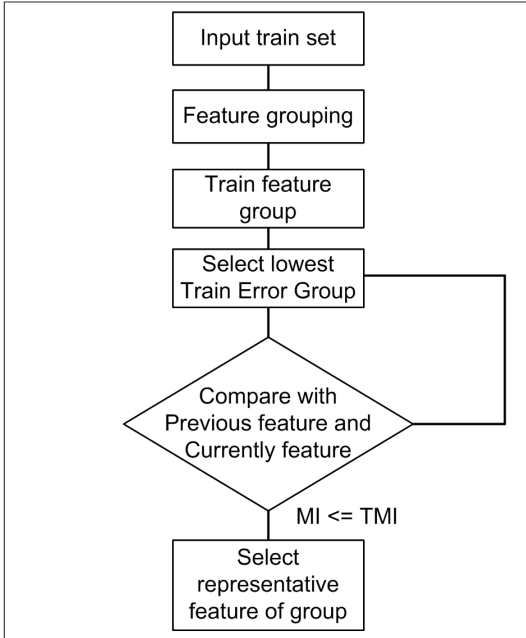 Input train set
Feature grouping
Train feature
group
Select lowest
Train Error Group
Compare with
Previous feature and
Currently feature
MI <= TMI
Select
representative
feature of group